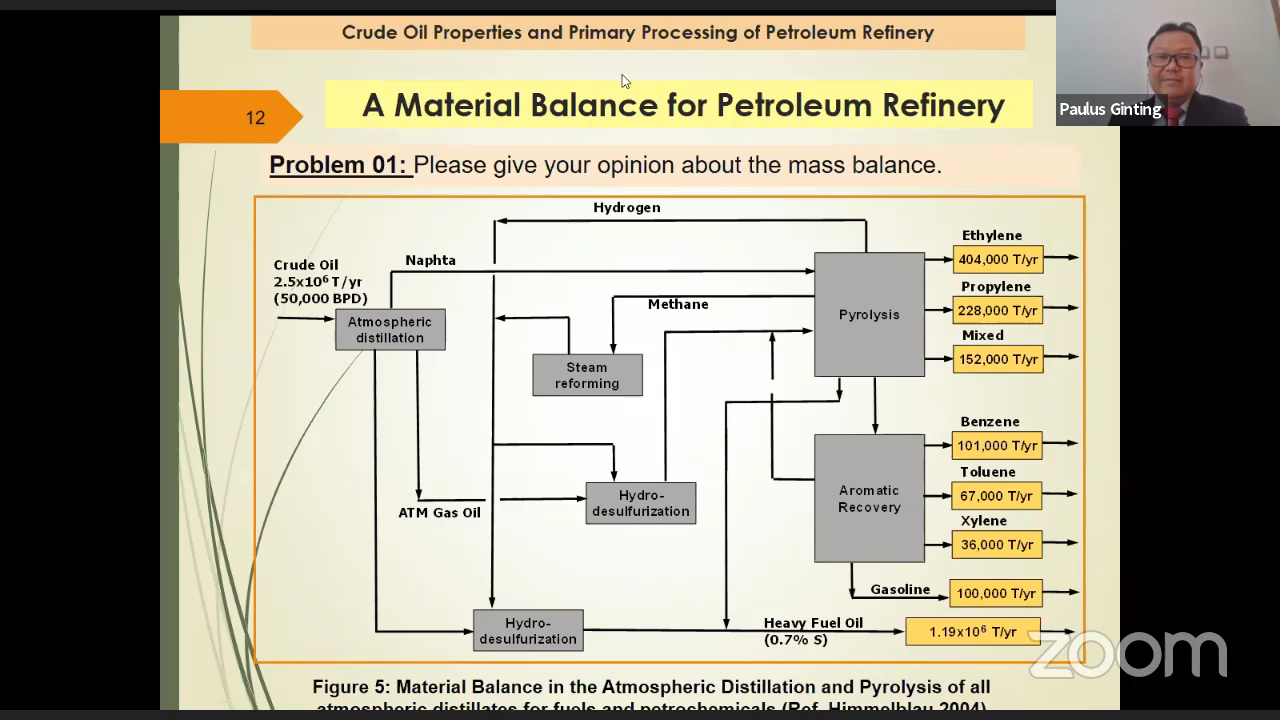 Crude Oil Properties and Primary Processing of Petroleum Refinery
Paulus Ginting
12
A Material Balance for Petroleum Refinery
Problem 01: Please give your opinion about the mass balance.
Hydrogen
Crude Oil
2.5x10⁶ T/yr
(50,000 BPD)
Naphta
Atmospheric
distillation
Methane
Steam
reforming
Pyrolysis
Ethylene
404,000 T/yr
Propylene
228,000 T/yr
Mixed
152,000 T/yr
ATM Gas Oil
Hydro-
desulfurization
Aromatic
Recovery
Benzene
101,000 T/yr
Toluene
67,000 T/yr
Xylene
36,000 T/yr
Gasoline
100,000 T/yr
Hydro-
desulfurization
Heavy Fuel Oil
(0.7% S)
1.19x10⁶ T/yr
zoom
Figure 5: Material Balance in the Atmospheric Distillation and Pyrolysis of all
atmospheric distillates for fuels and petrochemicals (Ref. Himmelblau 2004)